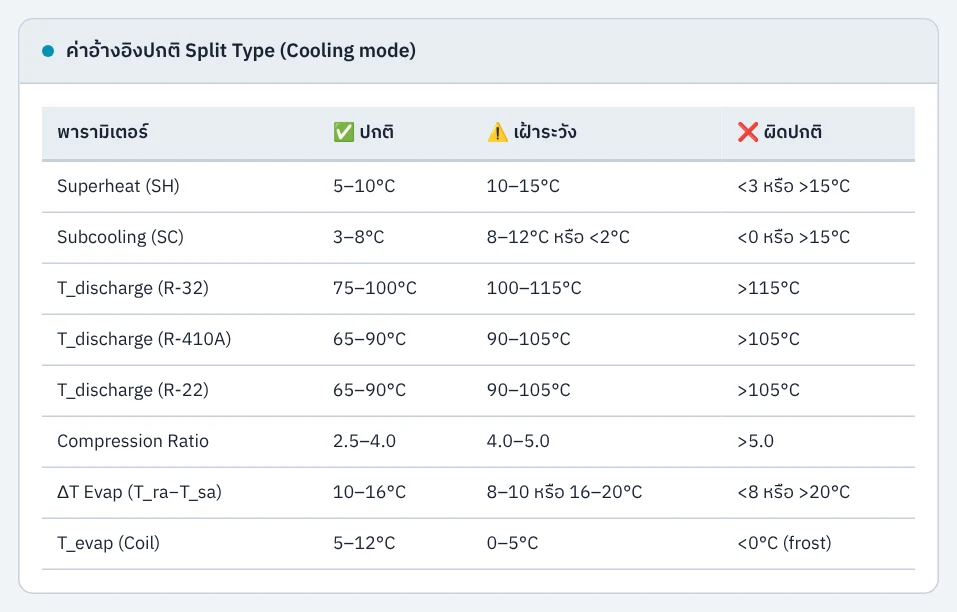 ค่าอ้างอิงปกติ Split Type (Cooling mode)
พารามิเตอร์ ✅ ปกติ ⚠️ เฝ้าระวัง ❌ ผิดปกติ
Superheat (SH) 5–10°C 10–15°C <3 หรือ >15°C
Subcooling (SC) 3–8°C 8–12°C หรือ <2°C <0 หรือ >15°C
T_discharge (R-32) 75–100°C 100–115°C >115°C
T_discharge (R-410A) 65–90°C 90–105°C >105°C
T_discharge (R-22) 65–90°C 90–105°C >105°C
Compression Ratio 2.5–4.0 4.0–5.0 >5.0
ΔT Evap (T_ra−T_sa) 10–16°C 8–10 หรือ 16–20°C <8 หรือ >20°C
T_evap (Coil) 5–12°C 0–5°C <0°C (frost)